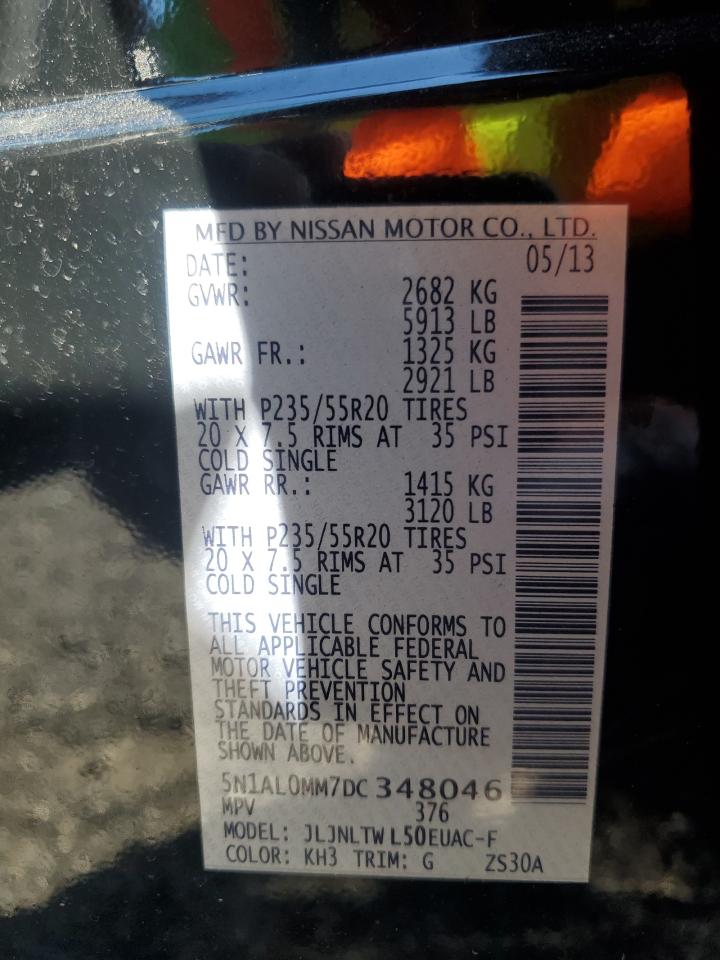 MFD BY NISSAN MOTOR CO., LTD.
DATE: 05/13
GVWR: 2682 KG
5913 LB
GAWR FR.: 1325 KG
2921 LB
WITH P235/55R20 TIRES
20 X 7.5 RIMS AT 35 PSI
COLD SINGLE
GAWR RR.: 1415 KG
3120 LB
WITH P235/55R20 TIRES
20 X 7.5 RIMS AT 35 PSI
COLD SINGLE
THIS VEHICLE CONFORMS TO
ALL APPLICABLE FEDERAL
MOTOR VEHICLE SAFETY AND
THEFT PREVENTION
STANDARDS IN EFFECT ON
THE DATE OF MANUFACTURE
SHOWN ABOVE.
5N1AL0MM7DC348046
MPV 376
MODEL: JLJNLTW L50EUAC-F
COLOR: KH3 TRIM: G ZS30A